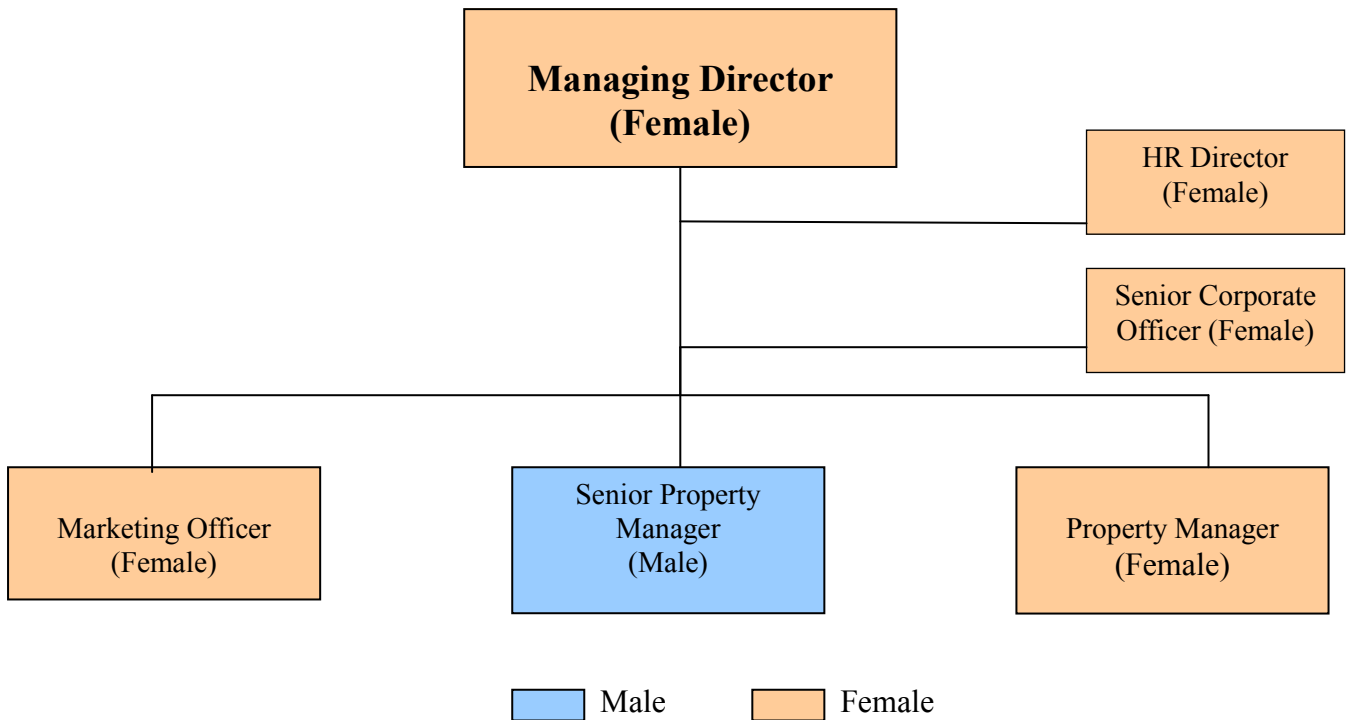 Managing Director
(Female)
HR Director
(Female)
Senior Corporate
Officer (Female)
Marketing Officer
(Female)
Senior Property
Manager
(Male)
Property Manager
(Female)
Male
Female